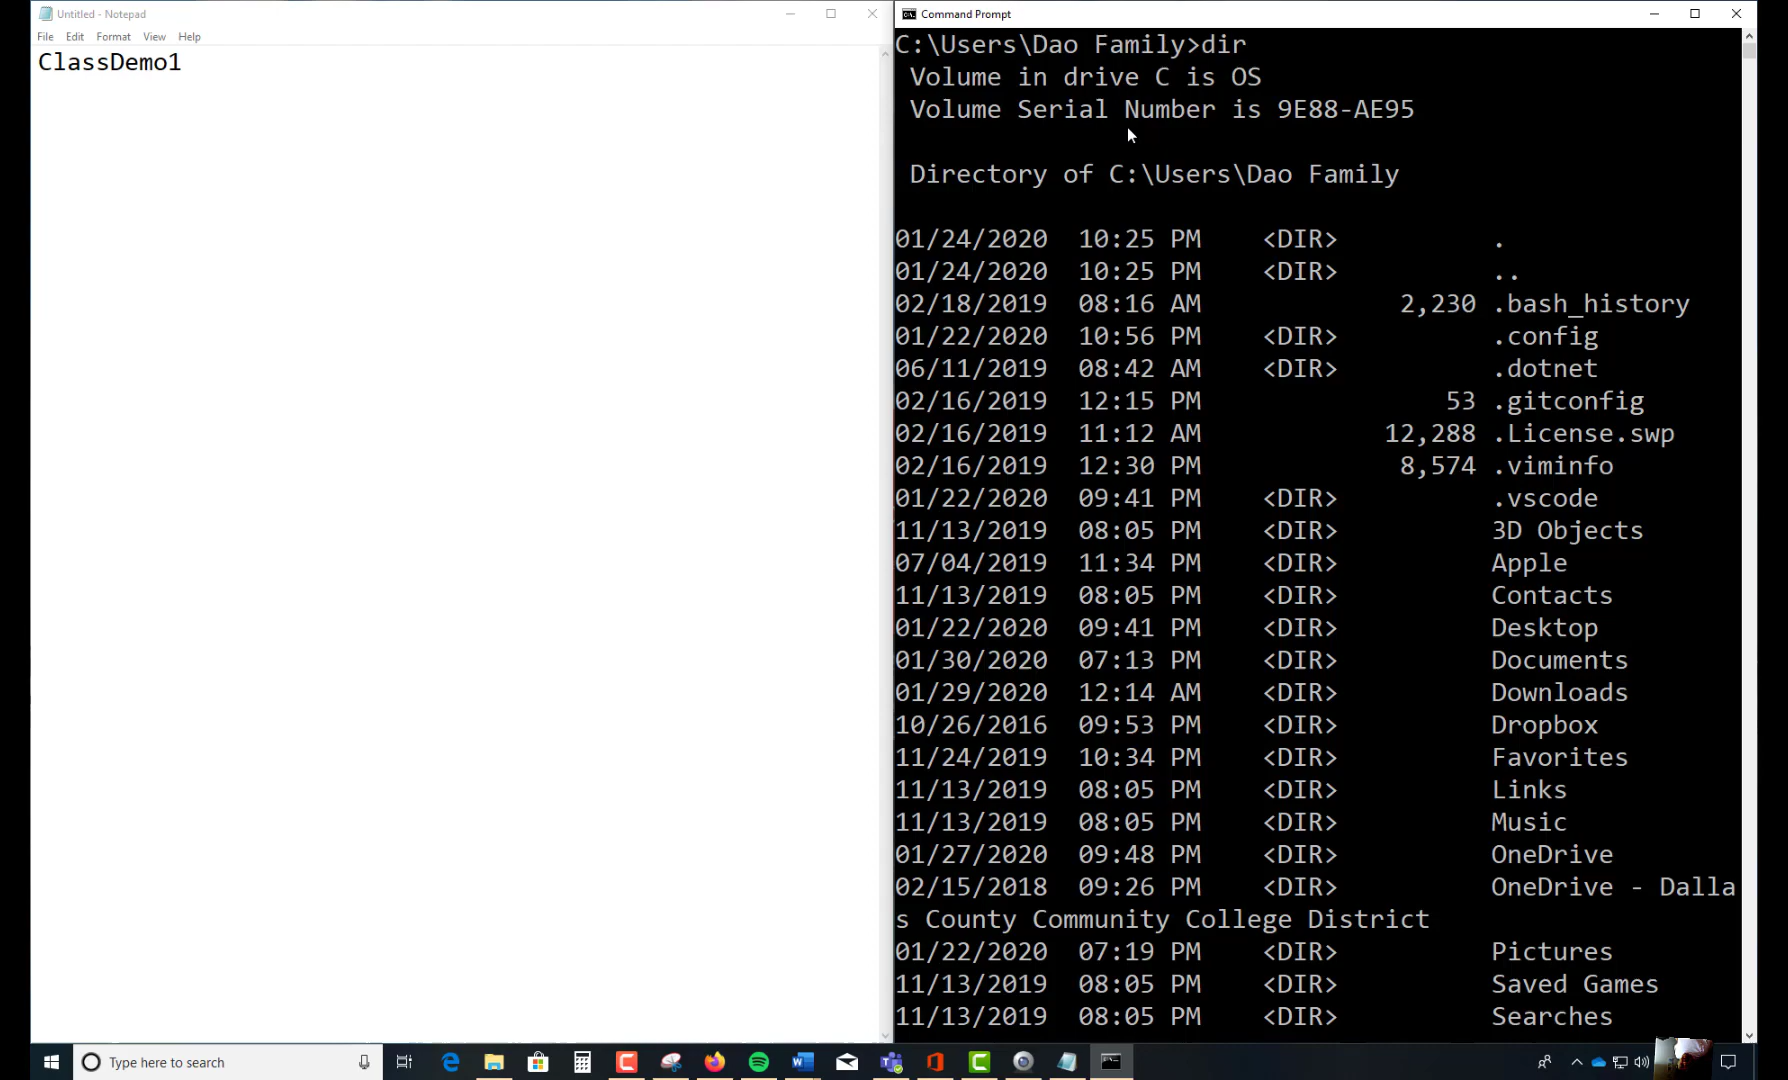 Untitled - Notepad
File Edit Format View Help
ClassDemo1
Command Prompt
C:\Users\Dao Family>dir
Volume in drive C is OS
Volume Serial Number is 9E88-AE95
Directory of C:\Users\Dao Family
01/24/2020 10:25 PM <DIR> .
01/24/2020 10:25 PM <DIR> ..
02/18/2019 08:16 AM 2,230 .bash_history
01/22/2020 10:56 PM <DIR> .config
06/11/2019 08:42 AM <DIR> .dotnet
02/16/2019 12:15 PM 53 .gitconfig
02/16/2019 11:12 AM 12,288 .License.swp
02/16/2019 12:30 PM 8,574 .viminfo
01/22/2020 09:41 PM <DIR> .vscode
11/13/2019 08:05 PM <DIR> 3D Objects
07/04/2019 11:34 PM <DIR> Apple
11/13/2019 08:05 PM <DIR> Contacts
01/22/2020 09:41 PM <DIR> Desktop
01/30/2020 07:13 PM <DIR> Documents
01/29/2020 12:14 AM <DIR> Downloads
10/26/2016 09:53 PM <DIR> Dropbox
11/24/2019 10:34 PM <DIR> Favorites
11/13/2019 08:05 PM <DIR> Links
11/13/2019 08:05 PM <DIR> Music
01/27/2020 09:48 PM <DIR> OneDrive
02/15/2018 09:26 PM <DIR> OneDrive - Dalla
s County Community College District
01/22/2020 07:19 PM <DIR> Pictures
11/13/2019 08:05 PM <DIR> Saved Games
11/13/2019 08:05 PM <DIR> Searches
Type here to search